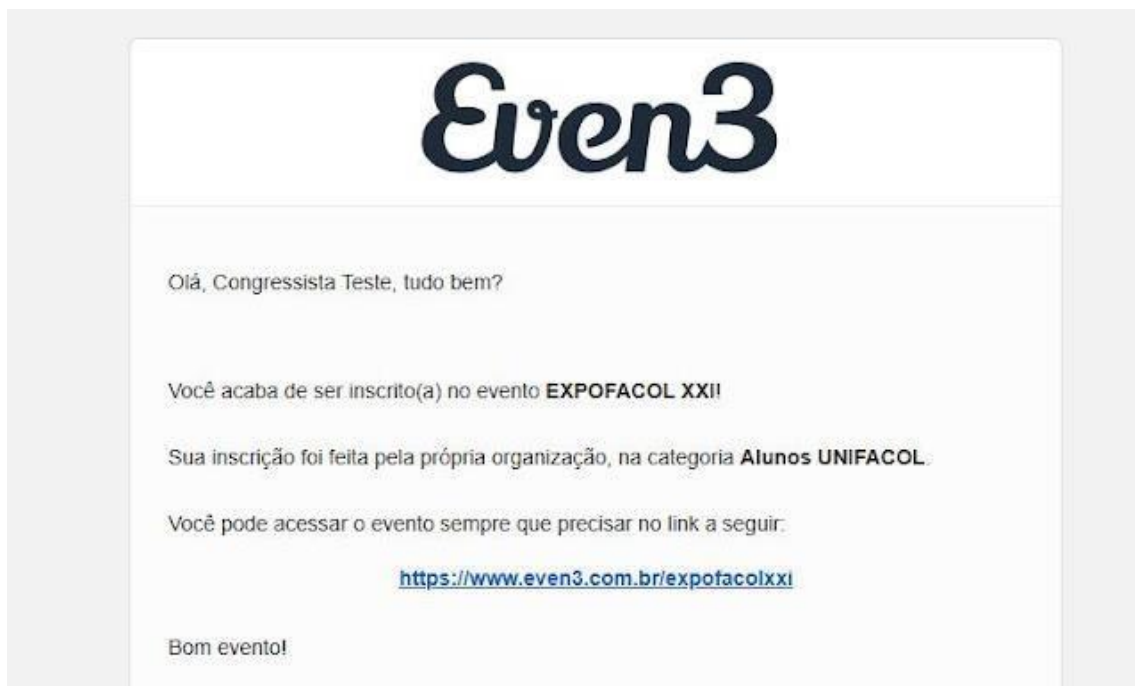 Even3
Olá, Congressista Teste, tudo bem?
Você acaba de ser inscrito(a) no evento EXPOFACOL XXI!
Sua inscrição foi feita pela própria organização, na categoria Alunos UNIFACOL.
Você pode acessar o evento sempre que precisar no link a seguir:
https://www.even3.com.br/expofacolxxi
Bom evento!